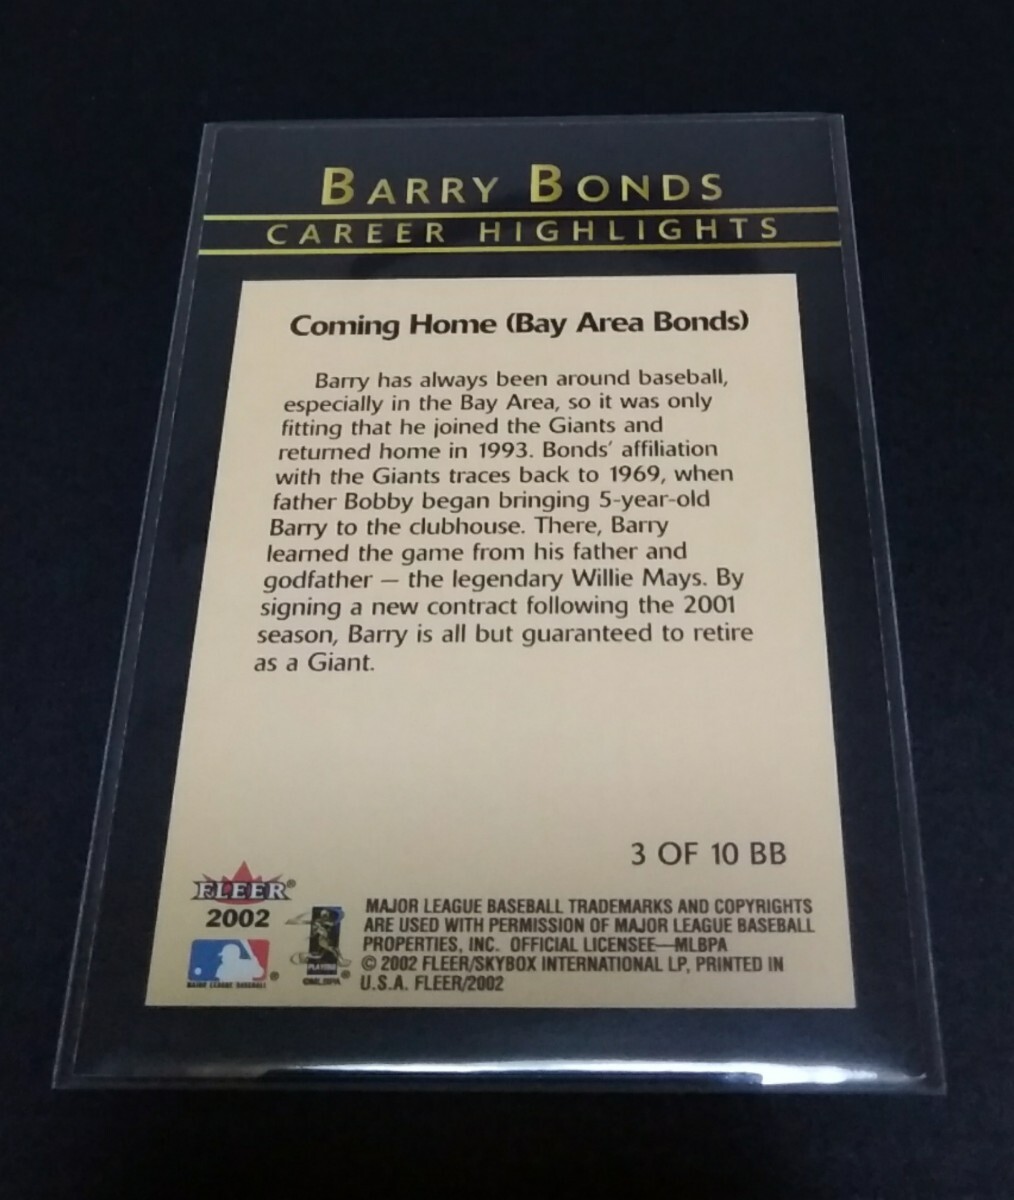 BARRY BONDS
CAREER HIGHLIGHTS
Coming Home (Bay Area Bonds)
Barry has always been around baseball,
especially in the Bay Area, so it was only
fitting that he joined the Giants and
returned home in 1993. Bonds' affiliation
with the Giants traces back to 1969, when
father Bobby began bringing 5-year-old
Barry to the clubhouse. There, Barry
learned the game from his father and
godfather — the legendary Willie Mays. By
signing a new contract following the 2001
season, Barry is all but guaranteed to retire
as a Giant.
3 OF 10 BB
FLEER®
2002
MAJOR LEAGUE BASEBALL TRADEMARKS AND COPYRIGHTS
ARE USED WITH PERMISSION OF MAJOR LEAGUE BASEBALL
PROPERTIES, INC. OFFICIAL LICENSEE—MLBPA
© 2002 FLEER/SKYBOX INTERNATIONAL LP, PRINTED IN
U.S.A. FLEER/2002
MAJOR LEAGUE BASEBALL
®
PLAYERS
®
©MLBPA